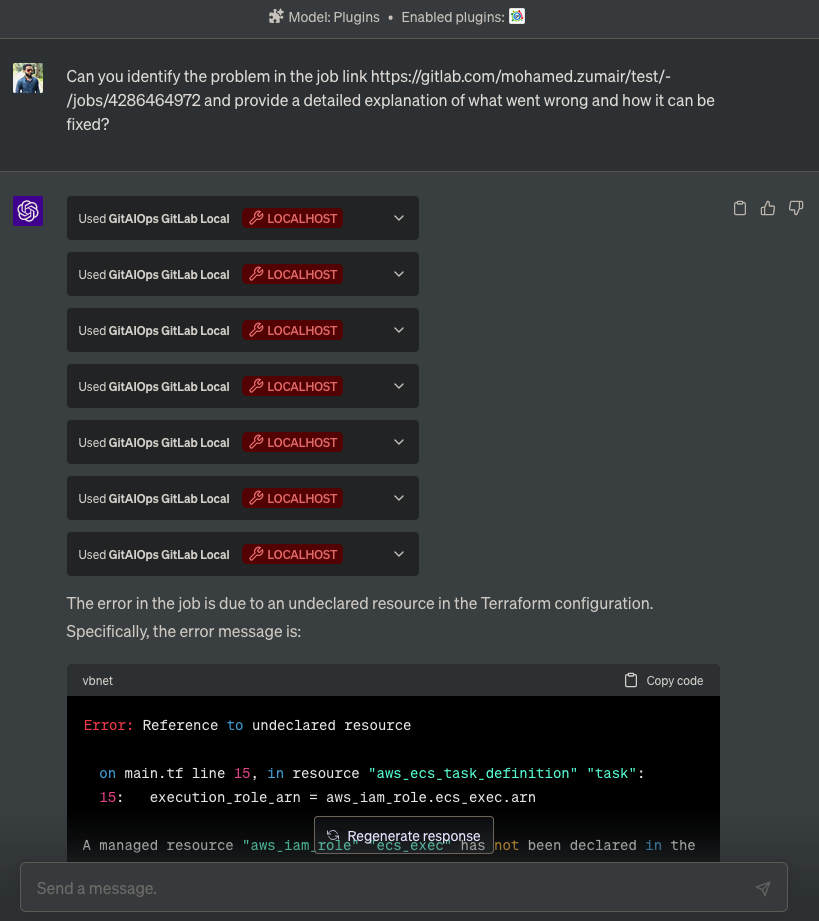 Model: Plugins • Enabled plugins:
Can you identify the problem in the job link https://gitlab.com/mohamed.zumair/test/-
/jobs/4286464972 and provide a detailed explanation of what went wrong and how it can be
fixed?
Used GitAIOps GitLab Local LOCALHOST
Used GitAIOps GitLab Local LOCALHOST
Used GitAIOps GitLab Local LOCALHOST
Used GitAIOps GitLab Local LOCALHOST
Used GitAIOps GitLab Local LOCALHOST
Used GitAIOps GitLab Local LOCALHOST
Used GitAIOps GitLab Local LOCALHOST
The error in the job is due to an undeclared resource in the Terraform configuration.
Specifically, the error message is:
vbnet Copy code
Error: Reference to undeclared resource
on main.tf line 15, in resource "aws_ecs_task_definition" "task":
15: execution_role_arn = aws_iam_role.ecs_exec.arn
Regenerate response
A managed resource "aws_iam_role" "ecs_exec" has not been declared in the
Send a message.